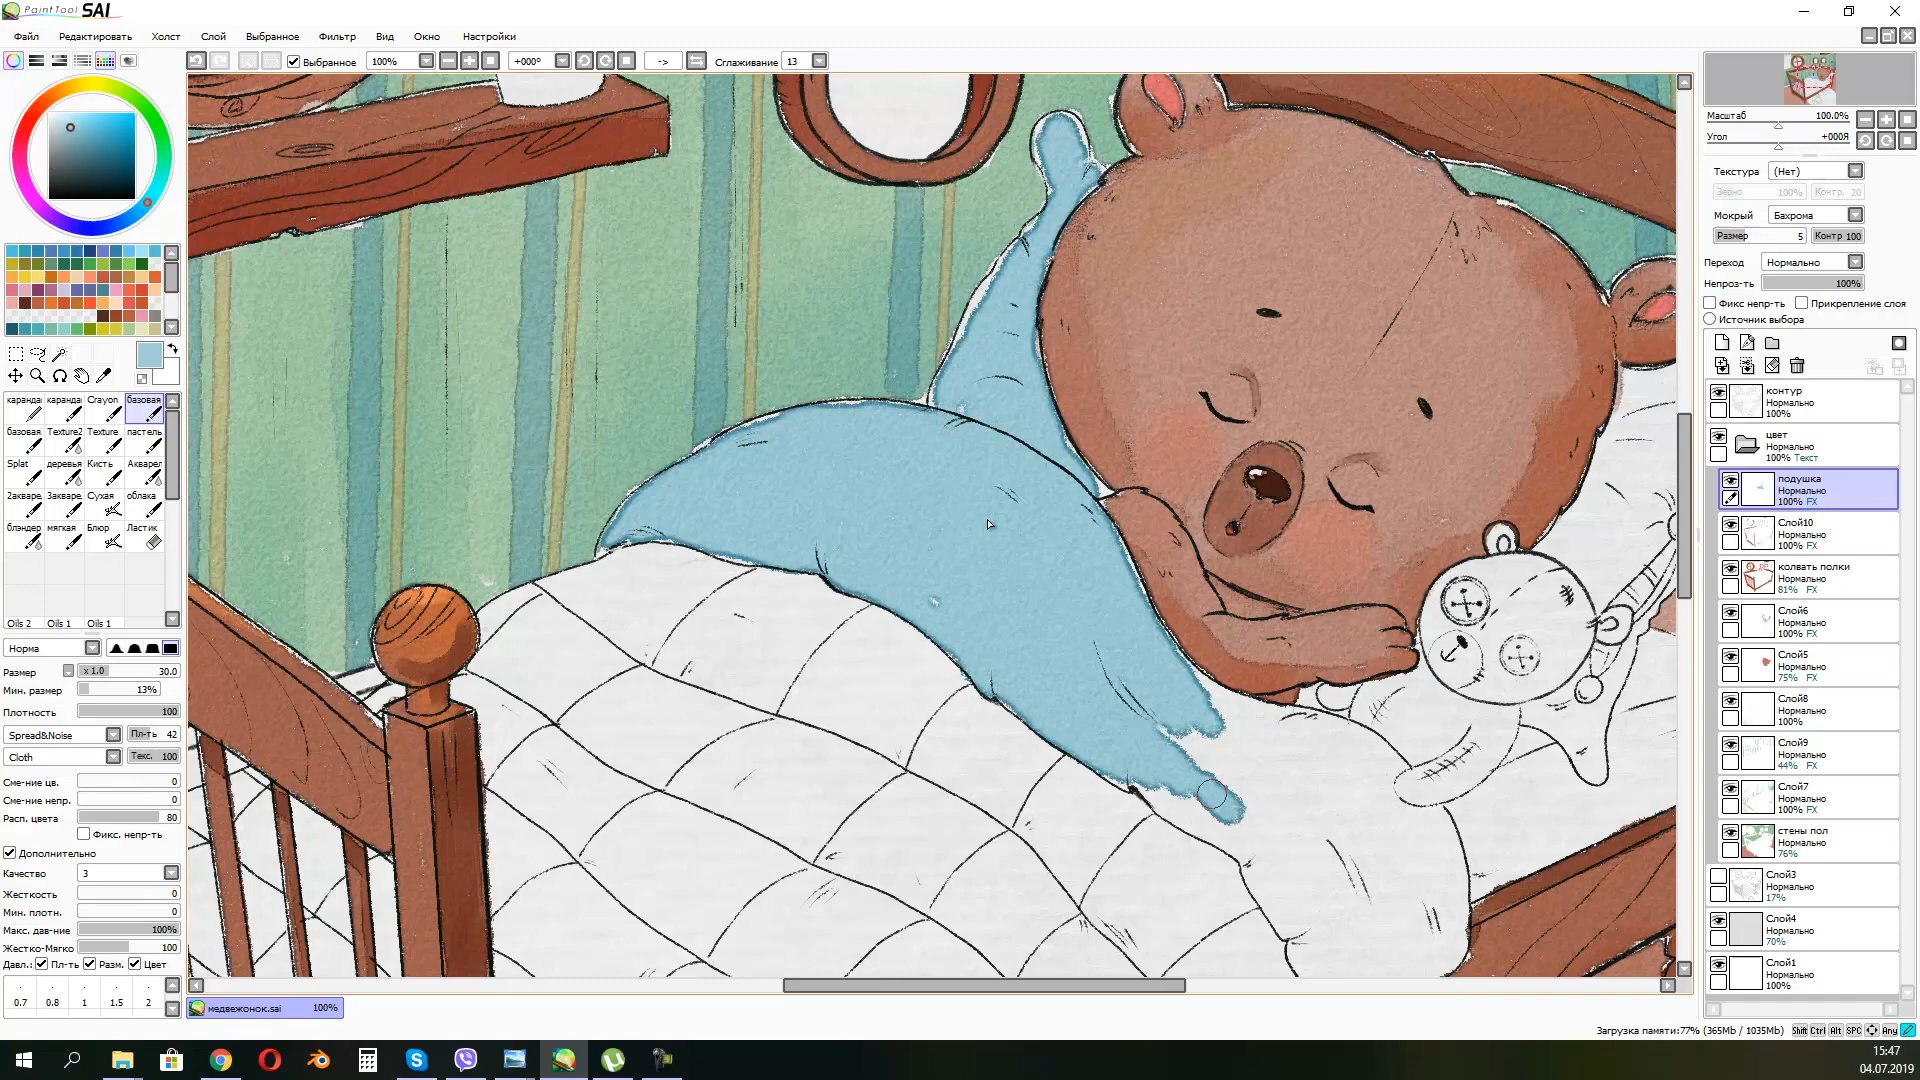 PaintTool SAI
Файл Редактировать Холст Слой Выбранное Фильтр Вид Окно Настройки
Выбранное 100% +000° -> Сглаживание 13
Масштаб 100.0%
Угол +000Я
Текстура (Нет)
Зерно 100% Контр. 20
Мокрый Бахрома
Размер 5 Контр 100
Переход Нормально
Непроз-ть 100%
Фикс непр-ть Прикрепление слоя
Источник выбора
контур
Нормально
100%
цвет
Нормально
100% Текст
подушка
Нормально
100% FX
Слой10
Нормально
100% FX
колвать полки
Нормально
81% FX
Слой6
Нормально
100% FX
Слой5
Нормально
75% FX
Слой8
Нормально
100%
Слой9
Нормально
44% FX
Слой7
Нормально
100% FX
стены пол
Нормально
76%
Слой3
Нормально
17%
Слой4
Нормально
70%
Слой1
Нормально
100%
каранда каранда Crayon базовая
базовая Texture2 Texture пастель
Splat деревья Кисть Акварел
2акваре 3акваре Сухая облака
блэндер мягкая Блюр Ластик
Oils 2 Oils 1 Oils 1
Норма
Размер x 1.0 30.0
Мин. размер 13%
Плотность 100
Spread&Noise Пл-ть 42
Cloth Текс. 100
Сме-ние цв. 0
Сме-ние непр. 0
Расп. цвета 80
Фикс. непр-ть
Дополнительно
Качество 3
Жесткость 0
Мин. плотн. 0
Макс. дав-ние 100%
Жестко-Мягко 100
Давл.: Пл-ть Разм. Цвет
0.7 0.8 1 1.5 2
медвежонок.sai 100%
Загрузка памяти:77% (365Mb / 1035Mb) Shift Ctrl Alt SPC Any
15:47
04.07.2019